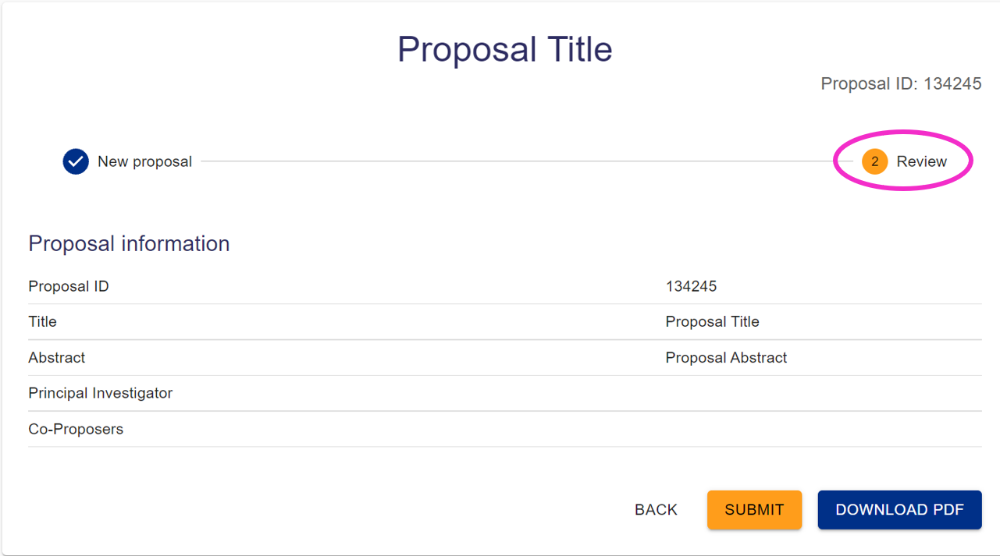 Proposal Title
Proposal ID: 134245
New proposal
2 Review
Proposal information
Proposal ID 134245
Title Proposal Title
Abstract Proposal Abstract
Principal Investigator
Co-Proposers
BACK SUBMIT DOWNLOAD PDF